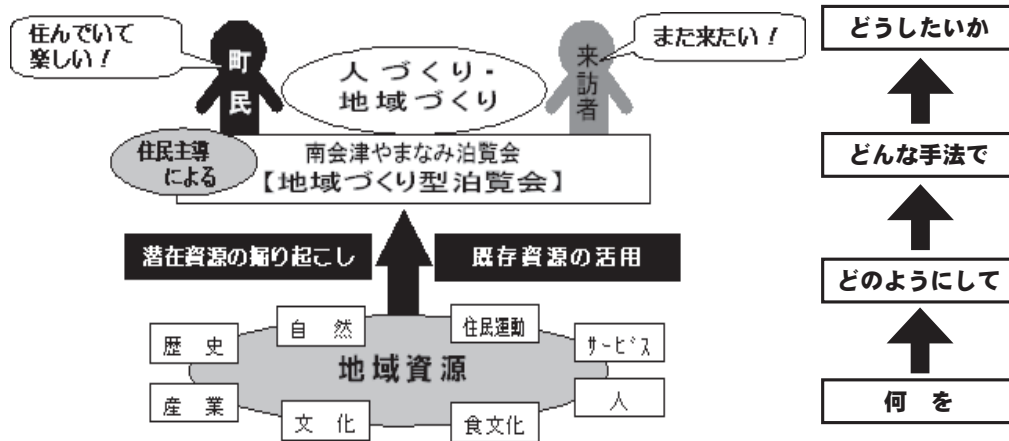 住んでいて
楽しい！
町民
人づくり・
地域づくり
来訪者
また来たい！
どうしたいか
住民主導
による
南会津やまなみ泊覧会
【地域づくり型泊覧会】
どんな手法で
潜在資源の掘り起こし
既存資源の活用
どのようにして
歴史
自然
住民運動
サービス
地域資源
産業
文化
食文化
人
何を